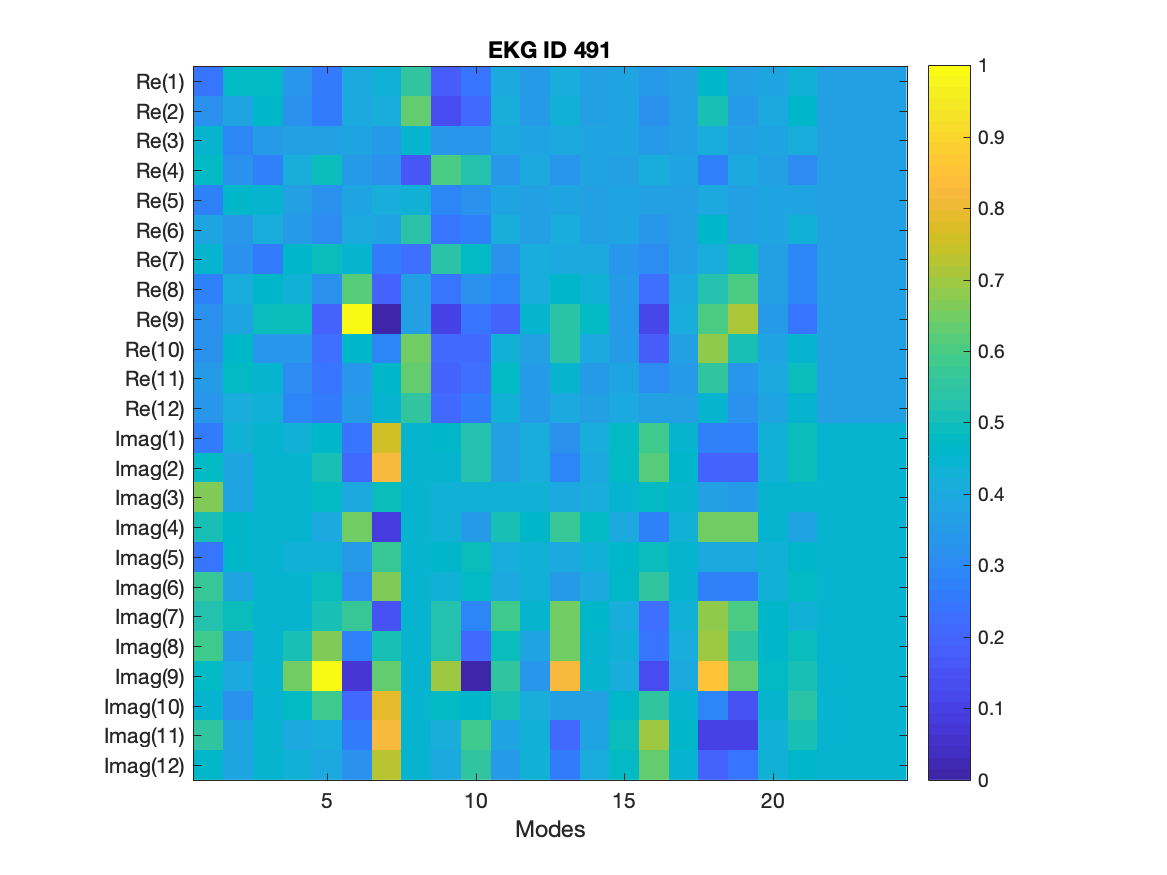 EKG ID 491
Re(1)
Re(2)
Re(3)
Re(4)
Re(5)
Re(6)
Re(7)
Re(8)
Re(9)
Re(10)
Re(11)
Re(12)
Imag(1)
Imag(2)
Imag(3)
Imag(4)
Imag(5)
Imag(6)
Imag(7)
Imag(8)
Imag(9)
Imag(10)
Imag(11)
Imag(12)
5 10 15 20
Modes
1
0.9
0.8
0.7
0.6
0.5
0.4
0.3
0.2
0.1
0